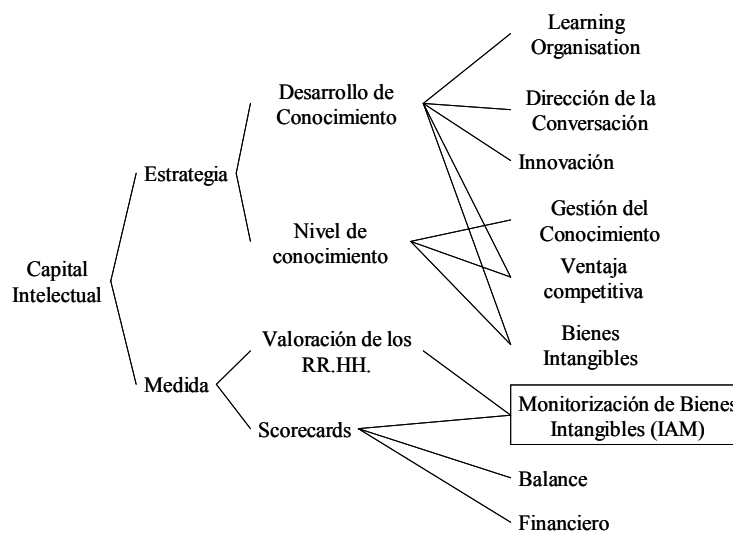 Learning
Organisation
Desarrollo de
Conocimiento
Dirección de la
Conversación
Innovación
Estrategia
Nivel de
conocimiento
Gestión del
Conocimiento
Ventaja
competitiva
Capital
Intelectual
Bienes
Intangibles
Valoración de los
RR.HH.
Medida
Monitorización de Bienes
Intangibles (IAM)
Scorecards
Balance
Financiero